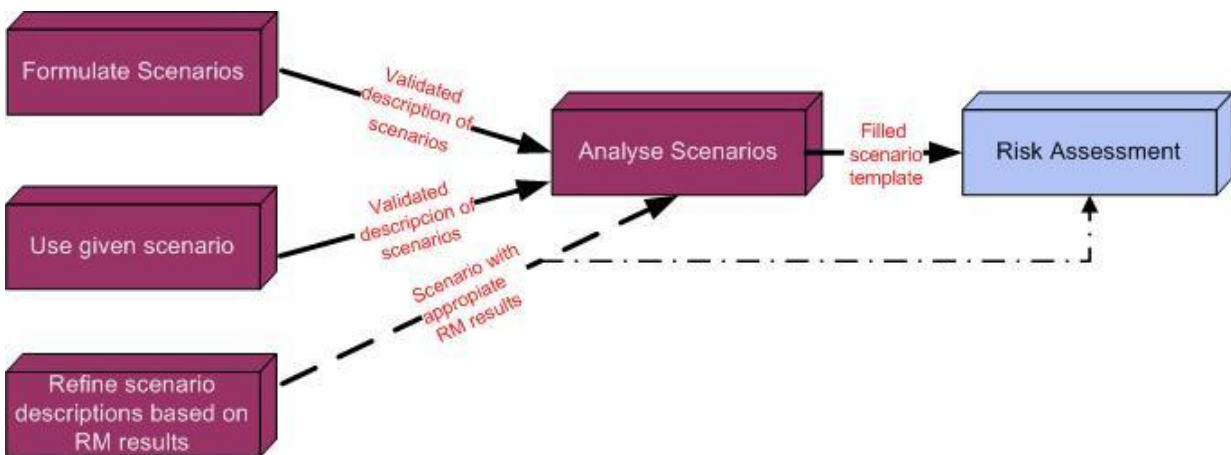 Formulate Scenarios
Validated
description of
scenarios
Analyse Scenarios
Filled
scenario
template
Risk Assessment
Use given scenario
Validated
descripcion of
scenarios
Scenario with
appropiate
RM results
Refine scenario
descriptions based on
RM results